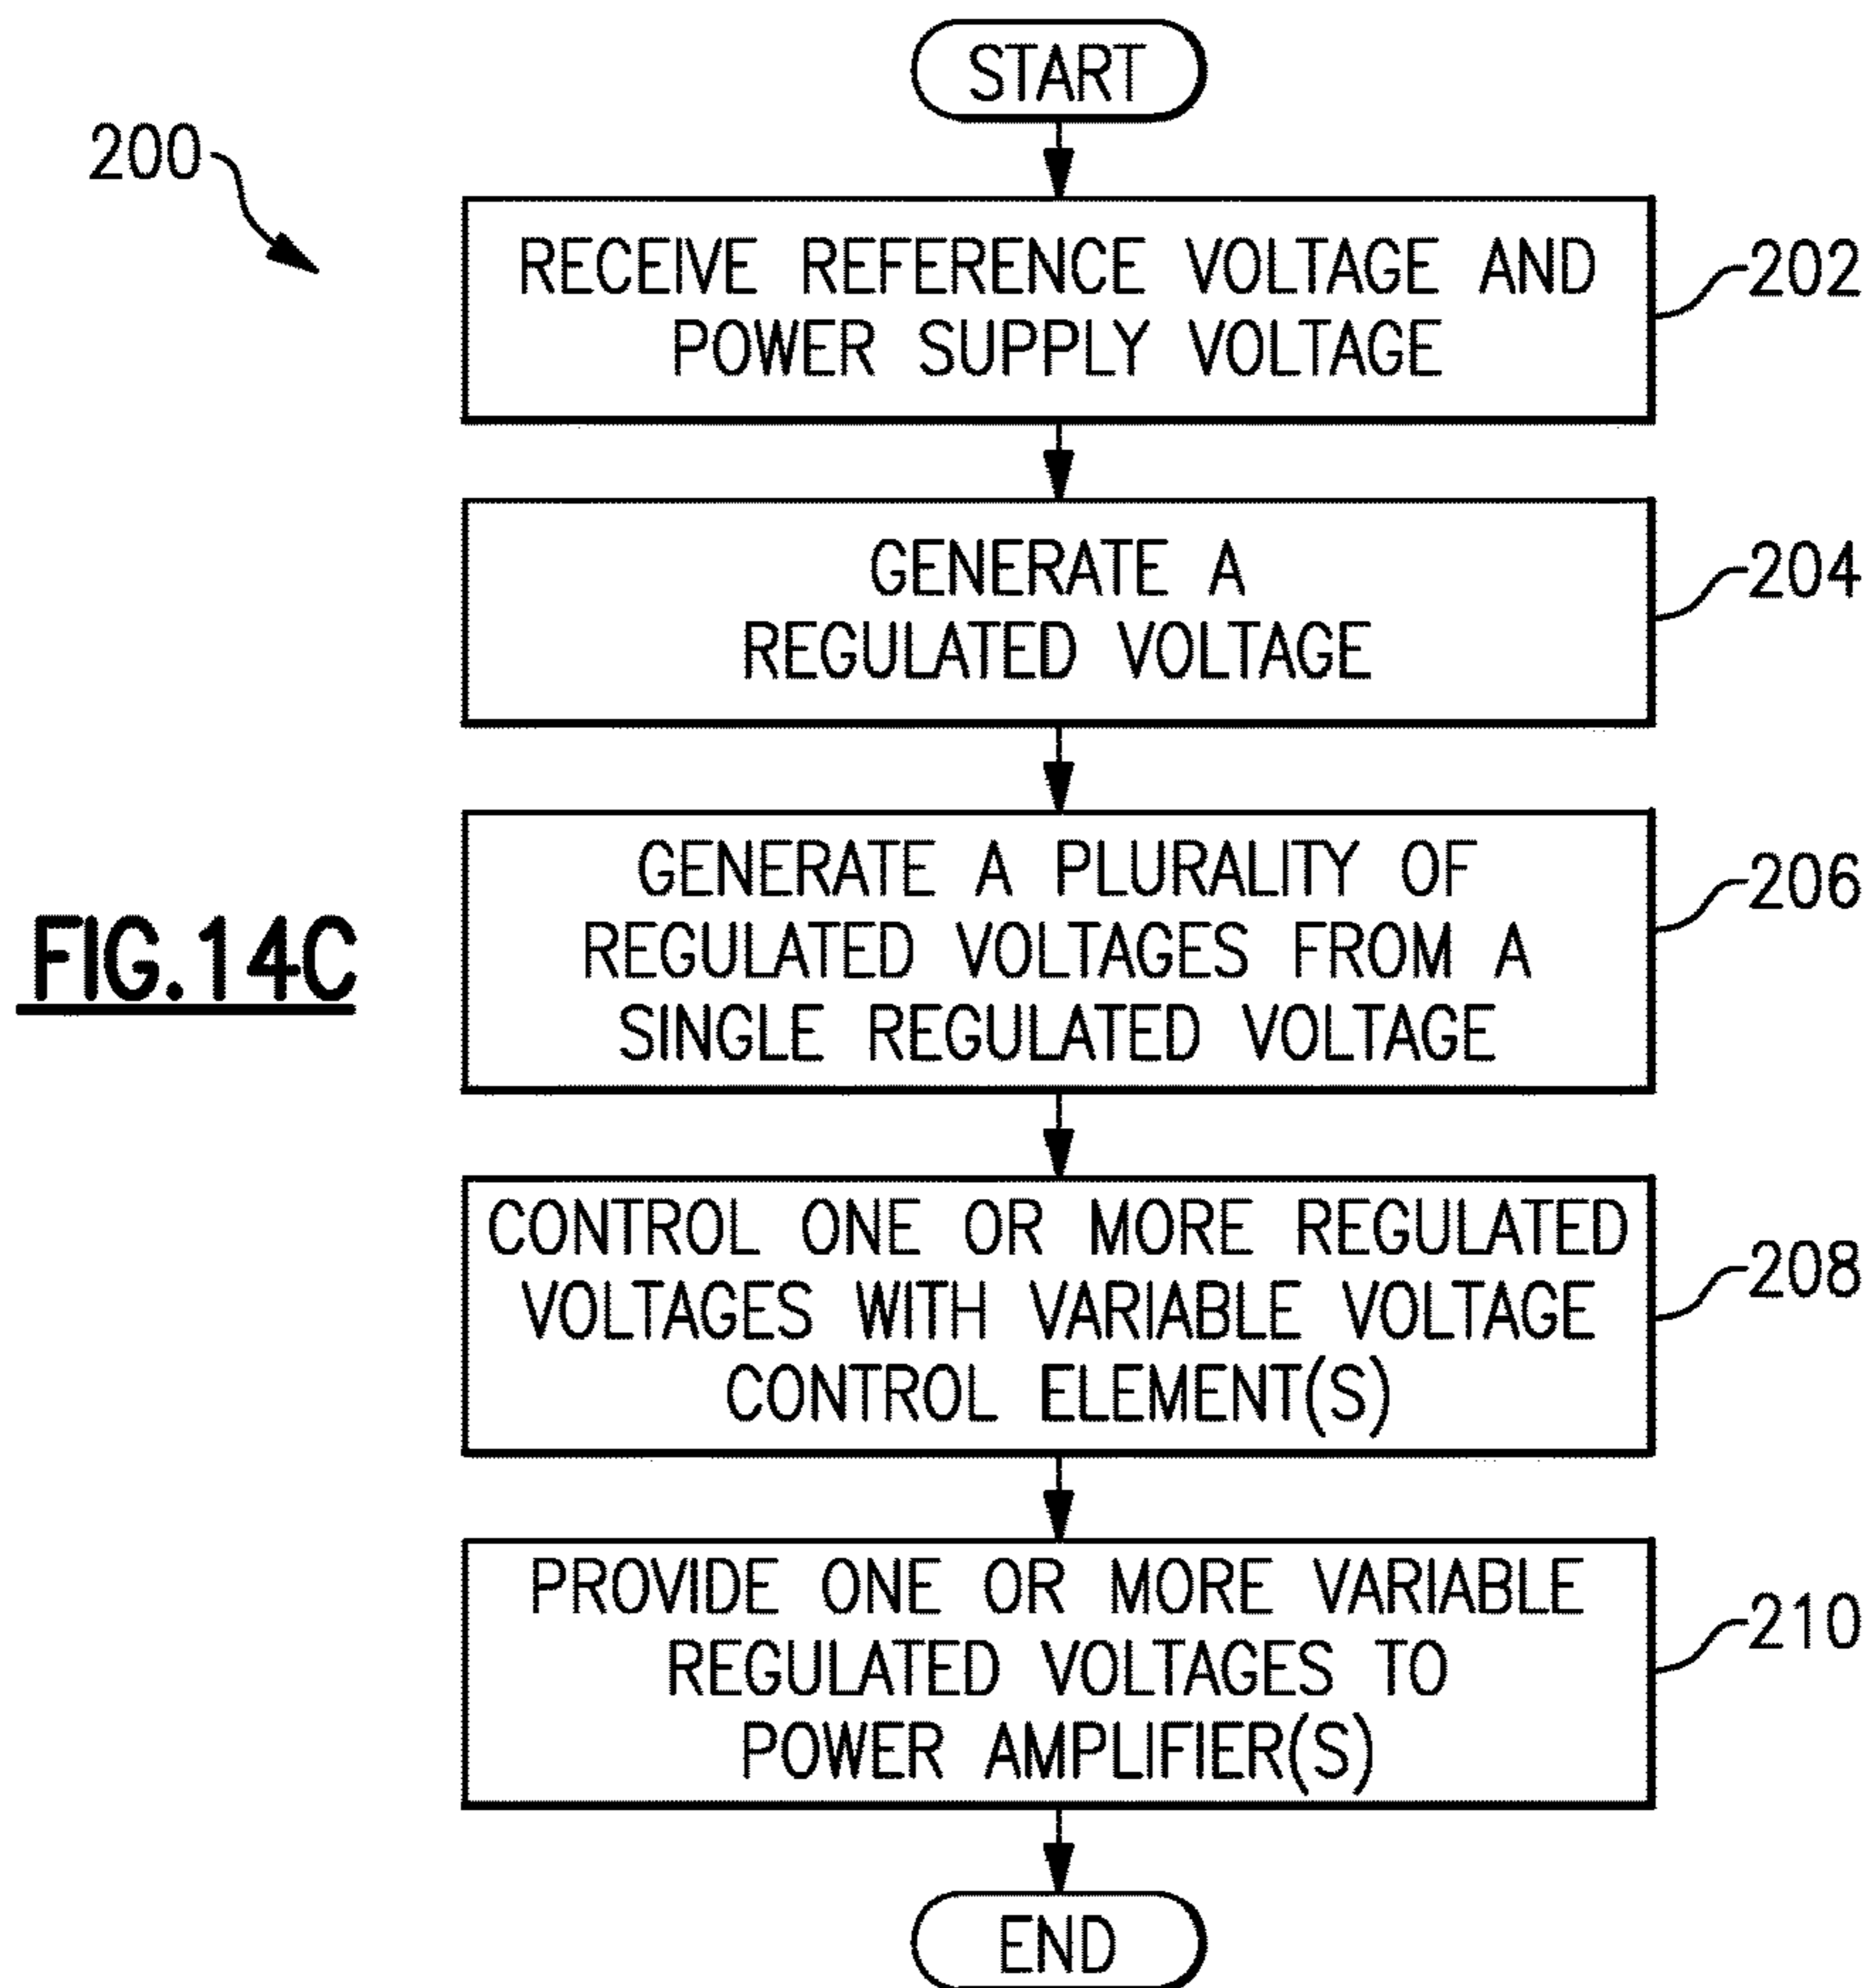 START
200
RECEIVE REFERENCE VOLTAGE AND
POWER SUPPLY VOLTAGE
202
GENERATE A
REGULATED VOLTAGE
204
GENERATE A PLURALITY OF
REGULATED VOLTAGES FROM A
SINGLE REGULATED VOLTAGE
206
FIG.14C
CONTROL ONE OR MORE REGULATED
VOLTAGES WITH VARIABLE VOLTAGE
CONTROL ELEMENT(S)
208
PROVIDE ONE OR MORE VARIABLE
REGULATED VOLTAGES TO
POWER AMPLIFIER(S)
210
END